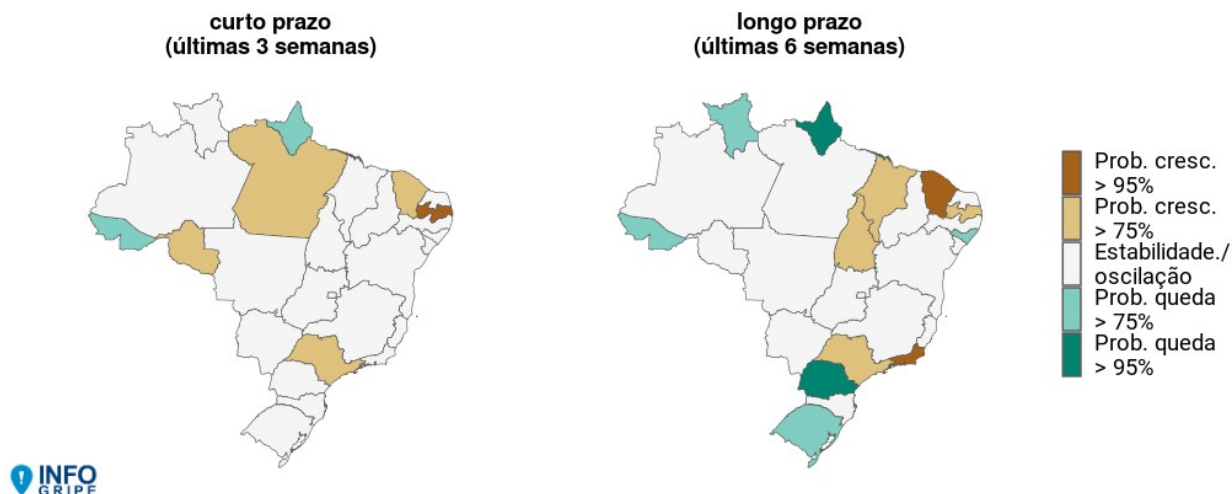 curto prazo
(últimas 3 semanas)
longo prazo
(últimas 6 semanas)
Prob. cresc.
> 95%
Prob. cresc.
> 75%
Estabilidade./
oscilação
Prob. queda
> 75%
Prob. queda
> 95%
INFO
GRIPE